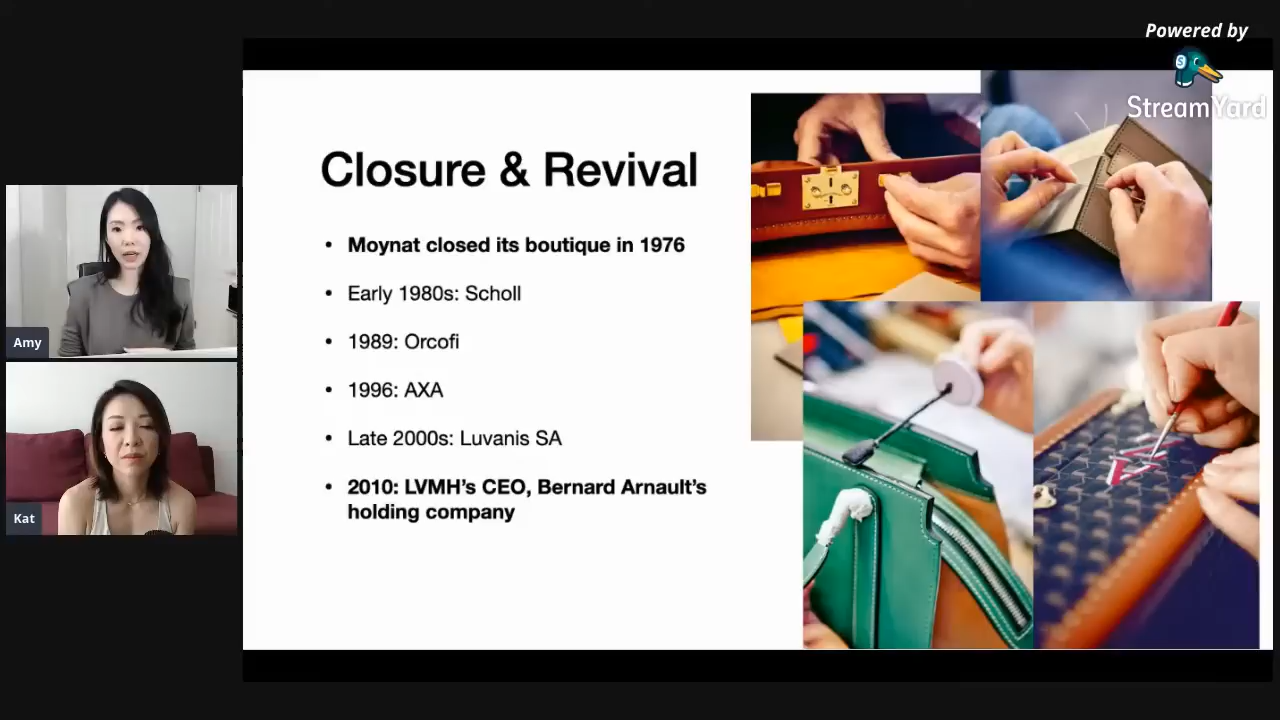 Powered by
StreamYard
Closure & Revival
• Moynat closed its boutique in 1976
• Early 1980s: Scholl
• 1989: Orcofi
• 1996: AXA
• Late 2000s: Luvanis SA
• 2010: LVMH’s CEO, Bernard Arnault’s
holding company
Amy
Kat